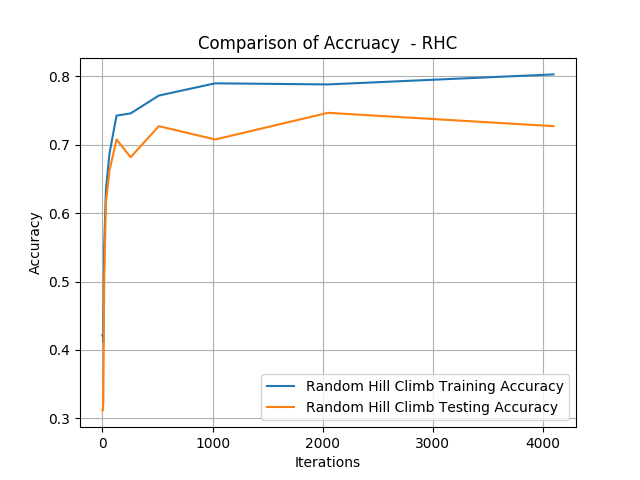 Comparison of Accruacy - RHC
Accuracy
0.8
0.7
0.6
0.5
0.4
0.3
0 1000 2000 3000 4000
Iterations
Random Hill Climb Training Accuracy
Random Hill Climb Testing Accuracy